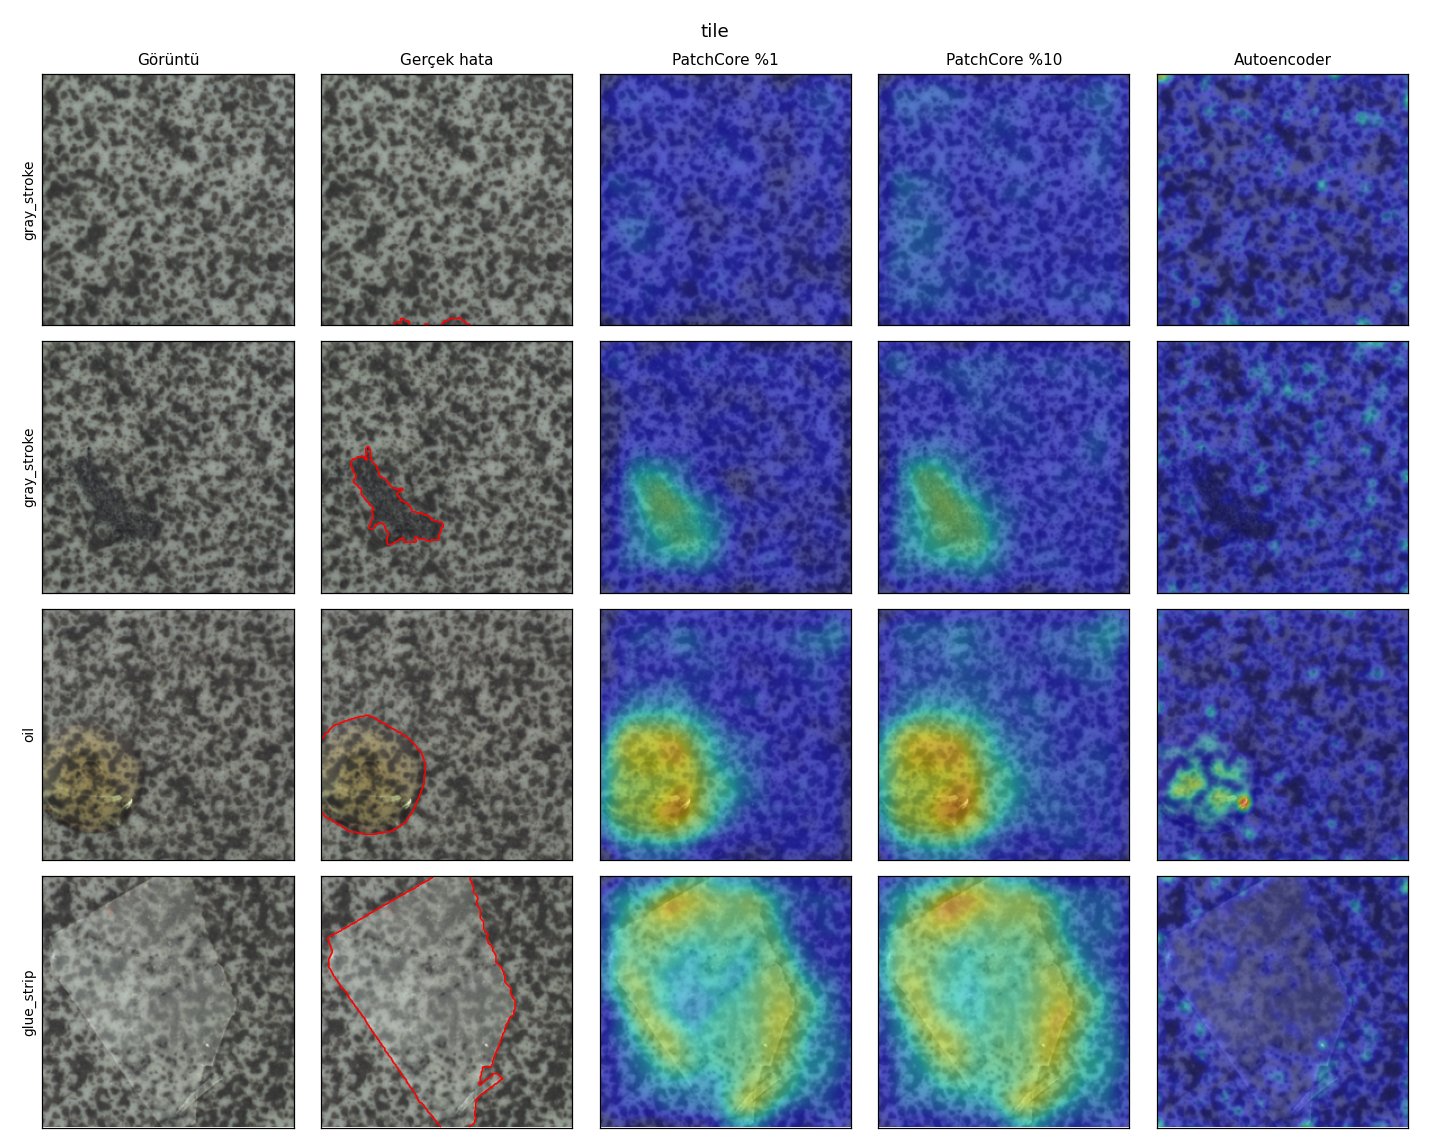 tile
Görüntü
Gerçek hata
PatchCore %1
PatchCore %10
Autoencoder
gray_stroke
gray_stroke
oil
glue_strip